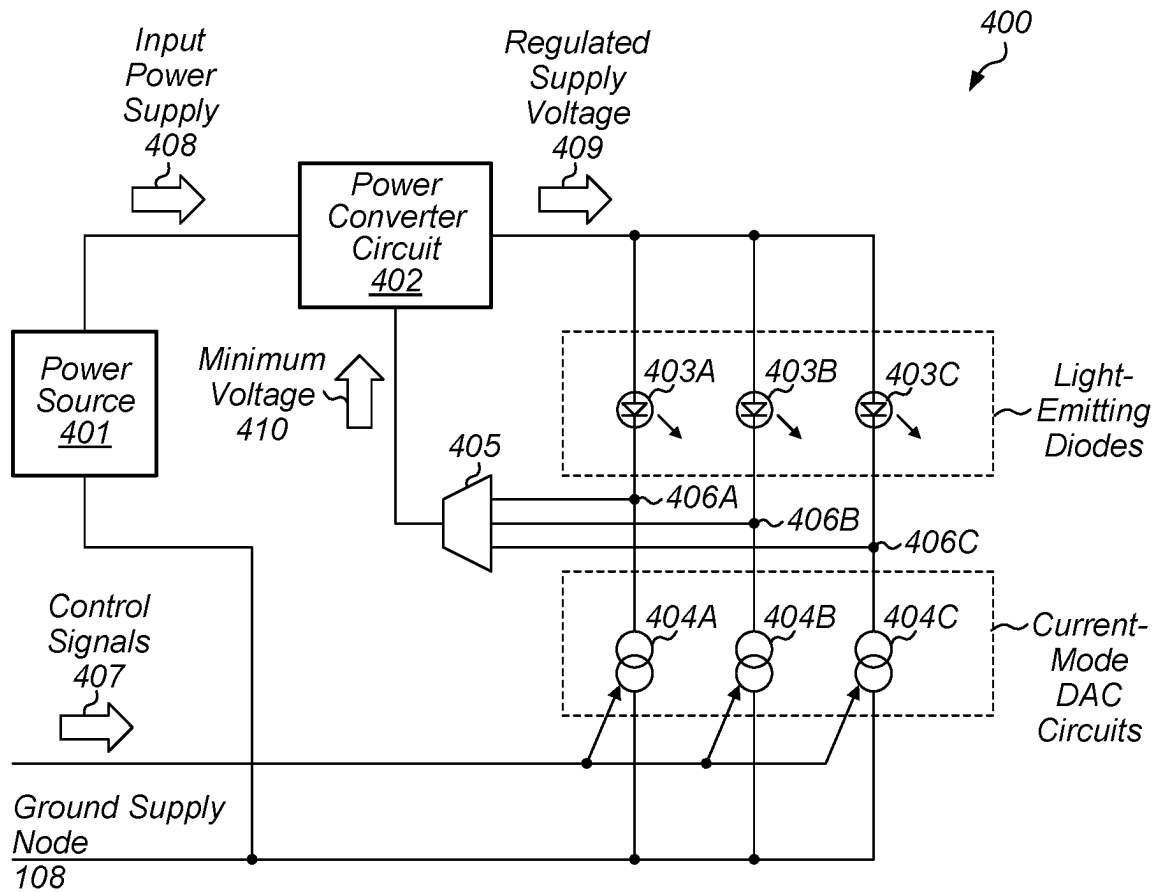 400
Input
Power
Supply
408
Regulated
Supply
Voltage
409
Power
Converter
Circuit
402
Power
Source
401
Minimum
Voltage
410
403A
403B
403C
Light-
Emitting
Diodes
405
406A
406B
406C
Control
Signals
407
404A
404B
404C
Current-
Mode
DAC
Circuits
Ground Supply
Node
108